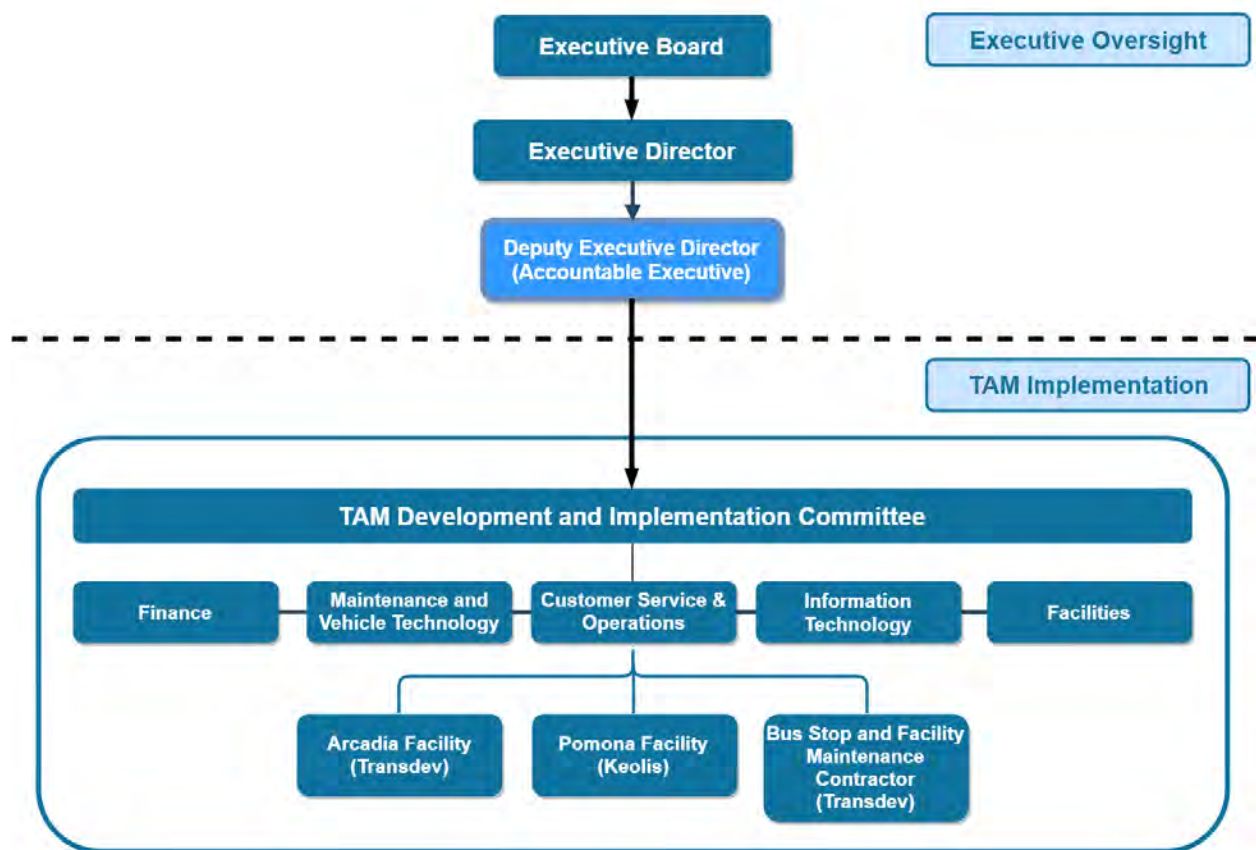 Executive Board
Executive Oversight
Executive Director
Deputy Executive Director
(Accountable Executive)
TAM Implementation
TAM Development and Implementation Committee
Finance
Maintenance and
Vehicle Technology
Customer Service &
Operations
Information
Technology
Facilities
Arcadia Facility
(Transdev)
Pomona Facility
(Keolis)
Bus Stop and Facility
Maintenance
Contractor
(Transdev)